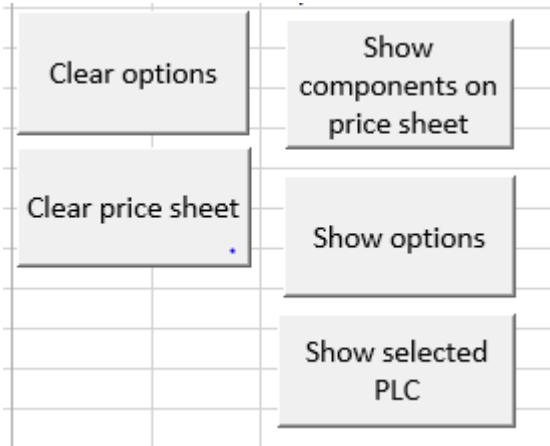 Clear options
Show
components on
price sheet
Clear price sheet
Show options
Show selected
PLC